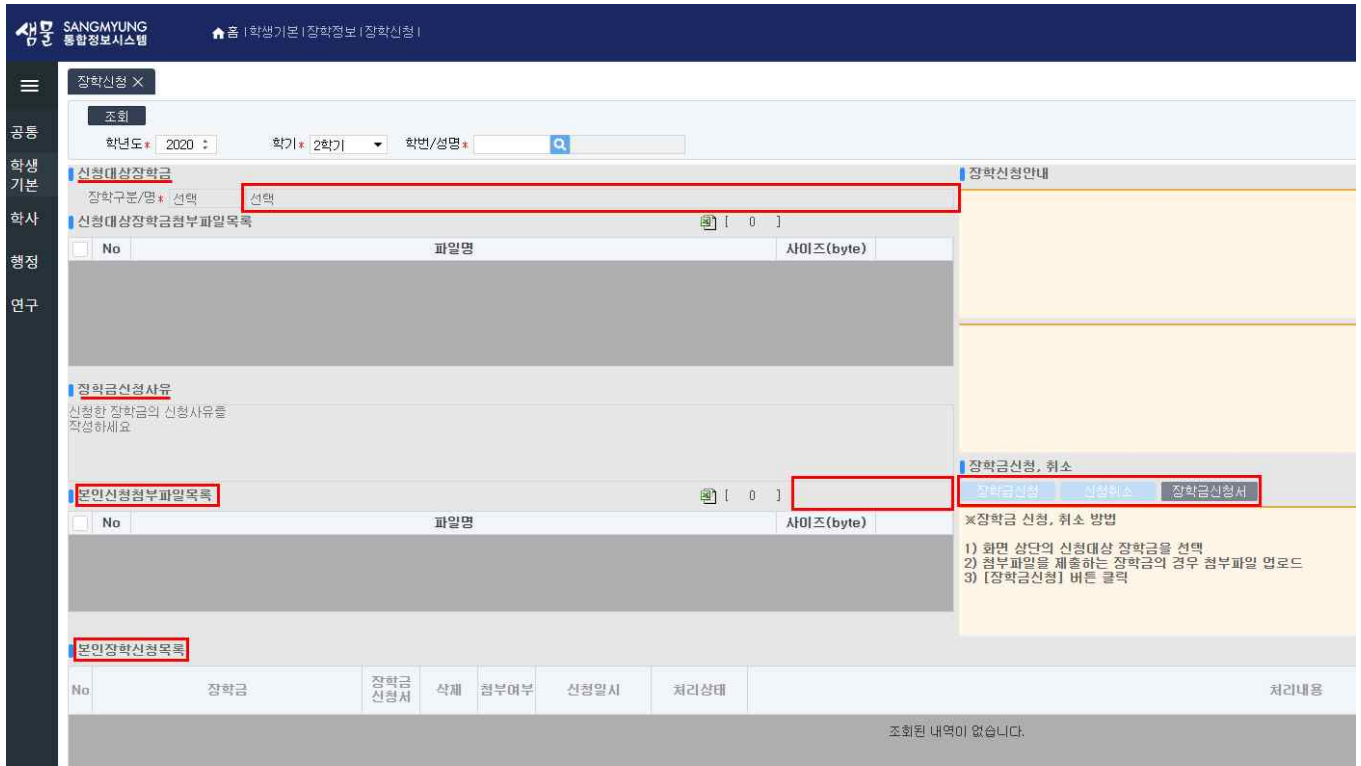 샘물 SANGMYUNG 통합정보시스템
홈 | 학생기본 | 장학정보 | 장학신청 |
장학신청 ×
조회
학년도* 2020 학기* 2학기 학번/성명*
공통
학생기본
학사
행정
연구
신청대상장학금
장학구분/명* 선택 선택
신청대상장학금첨부파일목록 [ 0 ]
No 파일명 사이즈(byte)
장학금신청사유
신청한 장학금의 신청사유를
작성하세요
본인신청첨부파일목록 [ 0 ]
No 파일명 사이즈(byte)
장학신청안내
장학금신청, 취소
장학금신청 신청취소 장학금신청서
※장학금 신청, 취소 방법
1) 화면 상단의 신청대상 장학금을 선택
2) 첨부파일을 제출하는 장학금의 경우 첨부파일 업로드
3) [장학금신청] 버튼 클릭
본인장학신청목록
No 장학금 장학금신청서 삭제 첨부여부 신청일시 처리상태 처리내용
조회된 내역이 없습니다.